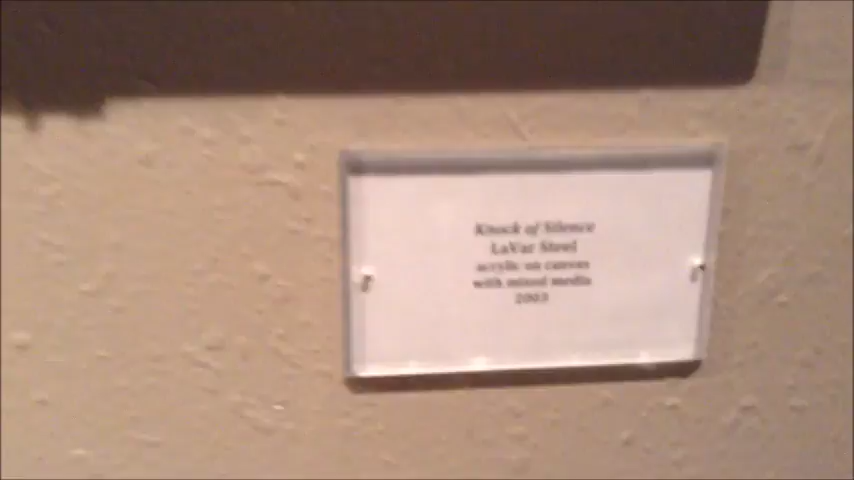 Knock of Silence
LaVar Steel
acrylic on canvas
with mixed media
2003